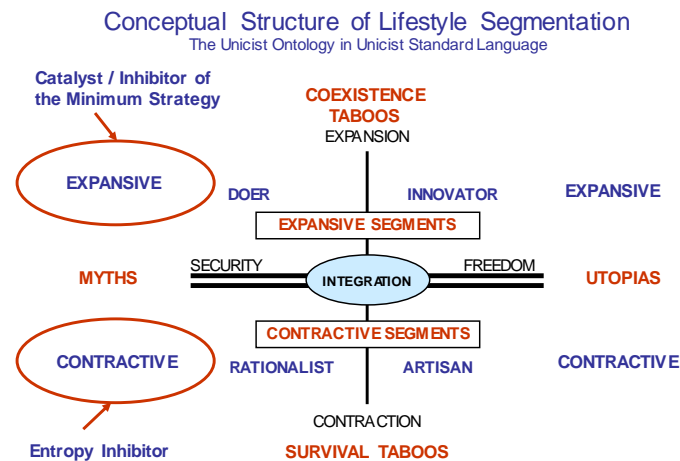 Conceptual Structure of Lifestyle Segmentation
The Unicist Ontology in Unicist Standard Language
Catalyst / Inhibitor of
the Minimum Strategy
COEXISTENCE
TABOOS
EXPANSION
EXPANSIVE
DOER
INNOVATOR
EXPANSIVE
EXPANSIVE SEGMENTS
MYTHS
SECURITY
INTEGRATION
FREEDOM
UTOPIAS
CONTRACTIVE SEGMENTS
CONTRACTIVE
RATIONALIST
ARTISAN
CONTRACTIVE
CONTRACTION
Entropy Inhibitor
SURVIVAL TABOOS